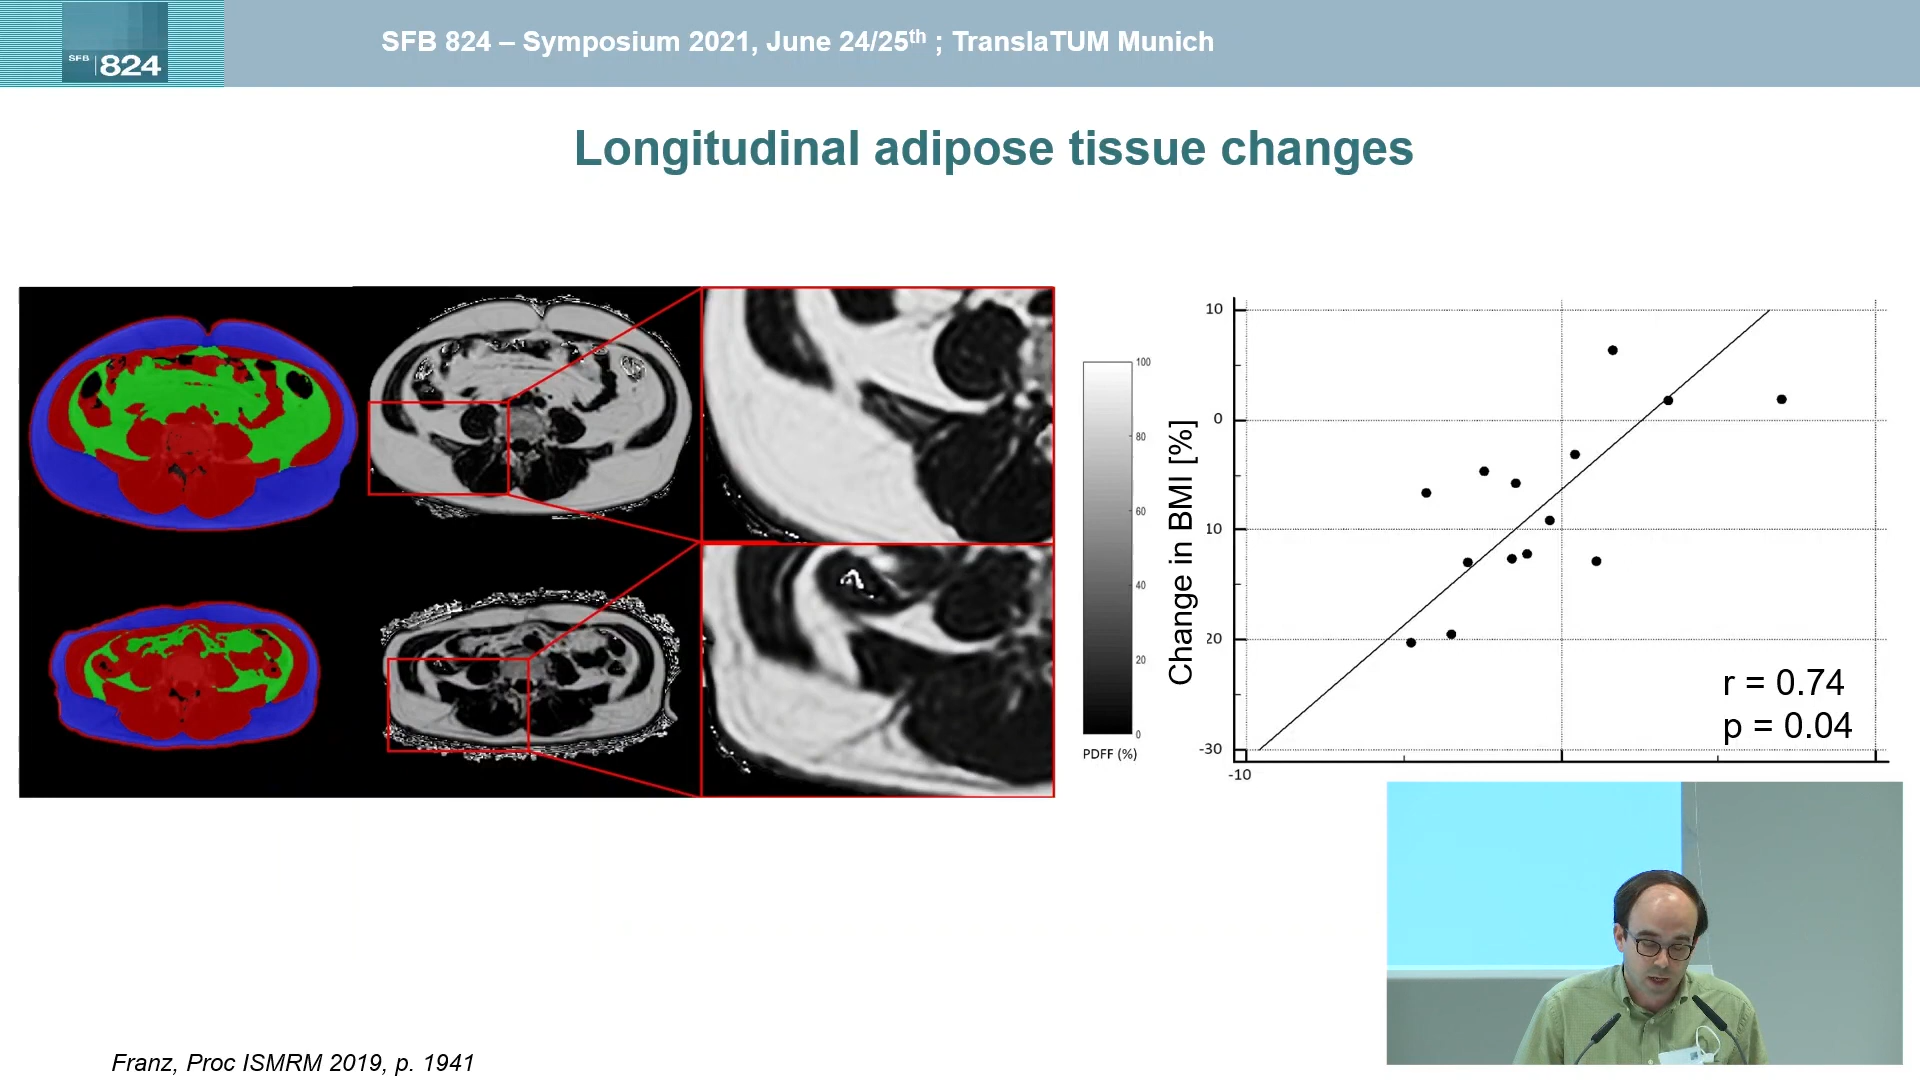 SFB 824
SFB 824 – Symposium 2021, June 24/25th ; TranslaTUM Munich
Longitudinal adipose tissue changes
100
80
60
40
20
0
PDFF (%)
Change in BMI [%]
10
0
10
20
-30
-10
r = 0.74
p = 0.04
Franz, Proc ISMRM 2019, p. 1941